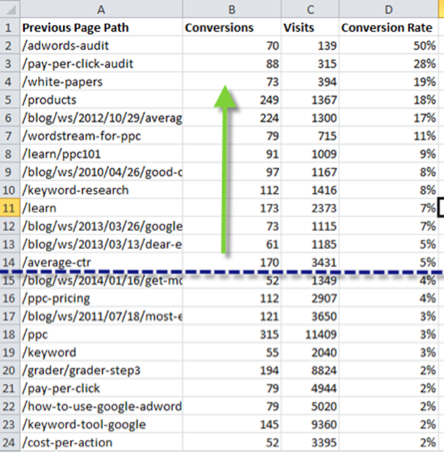 A B C D
1 Previous Page Path Conversions Visits Conversion Rate
2 /adwords-audit 70 139 50%
3 /pay-per-click-audit 88 315 28%
4 /white-papers 73 394 19%
5 /products 249 1367 18%
6 /blog/ws/2012/10/29/averag 224 1300 17%
7 /wordstream-for-ppc 79 715 11%
8 /learn/ppc101 91 1009 9%
9 /blog/ws/2010/04/26/good-c 97 1167 8%
10 /keyword-research 112 1416 8%
11 /learn 173 2373 7%
12 /blog/ws/2013/03/26/google 73 1115 7%
13 /blog/ws/2013/03/13/dear-e 61 1185 5%
14 /average-ctr 170 3431 5%
15 /blog/ws/2014/01/16/get-mo 52 1349 4%
16 /ppc-pricing 112 2907 4%
17 /blog/ws/2011/07/18/most-e 121 3650 3%
18 /ppc 315 11409 3%
19 /keyword 55 2040 3%
20 /grader/grader-step3 194 8824 2%
21 /pay-per-click 79 4944 2%
22 /how-to-use-google-adword 79 5020 2%
23 /keyword-tool-google 145 9360 2%
24 /cost-per-action 52 3395 2%